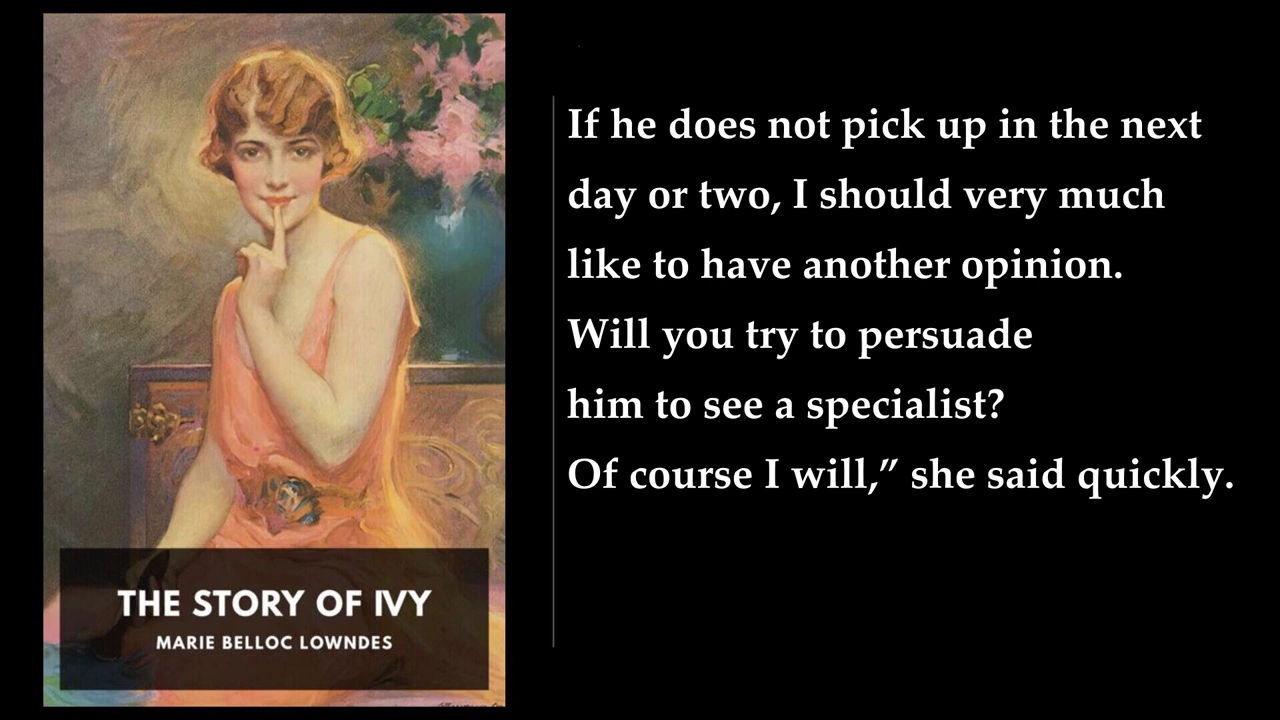 If he does not pick up in the next
day or two, I should very much
like to have another opinion.
Will you try to persuade
him to see a specialist?
Of course I will,” she said quickly.
THE STORY OF IVY
MARIE BELLOC LOWNDES